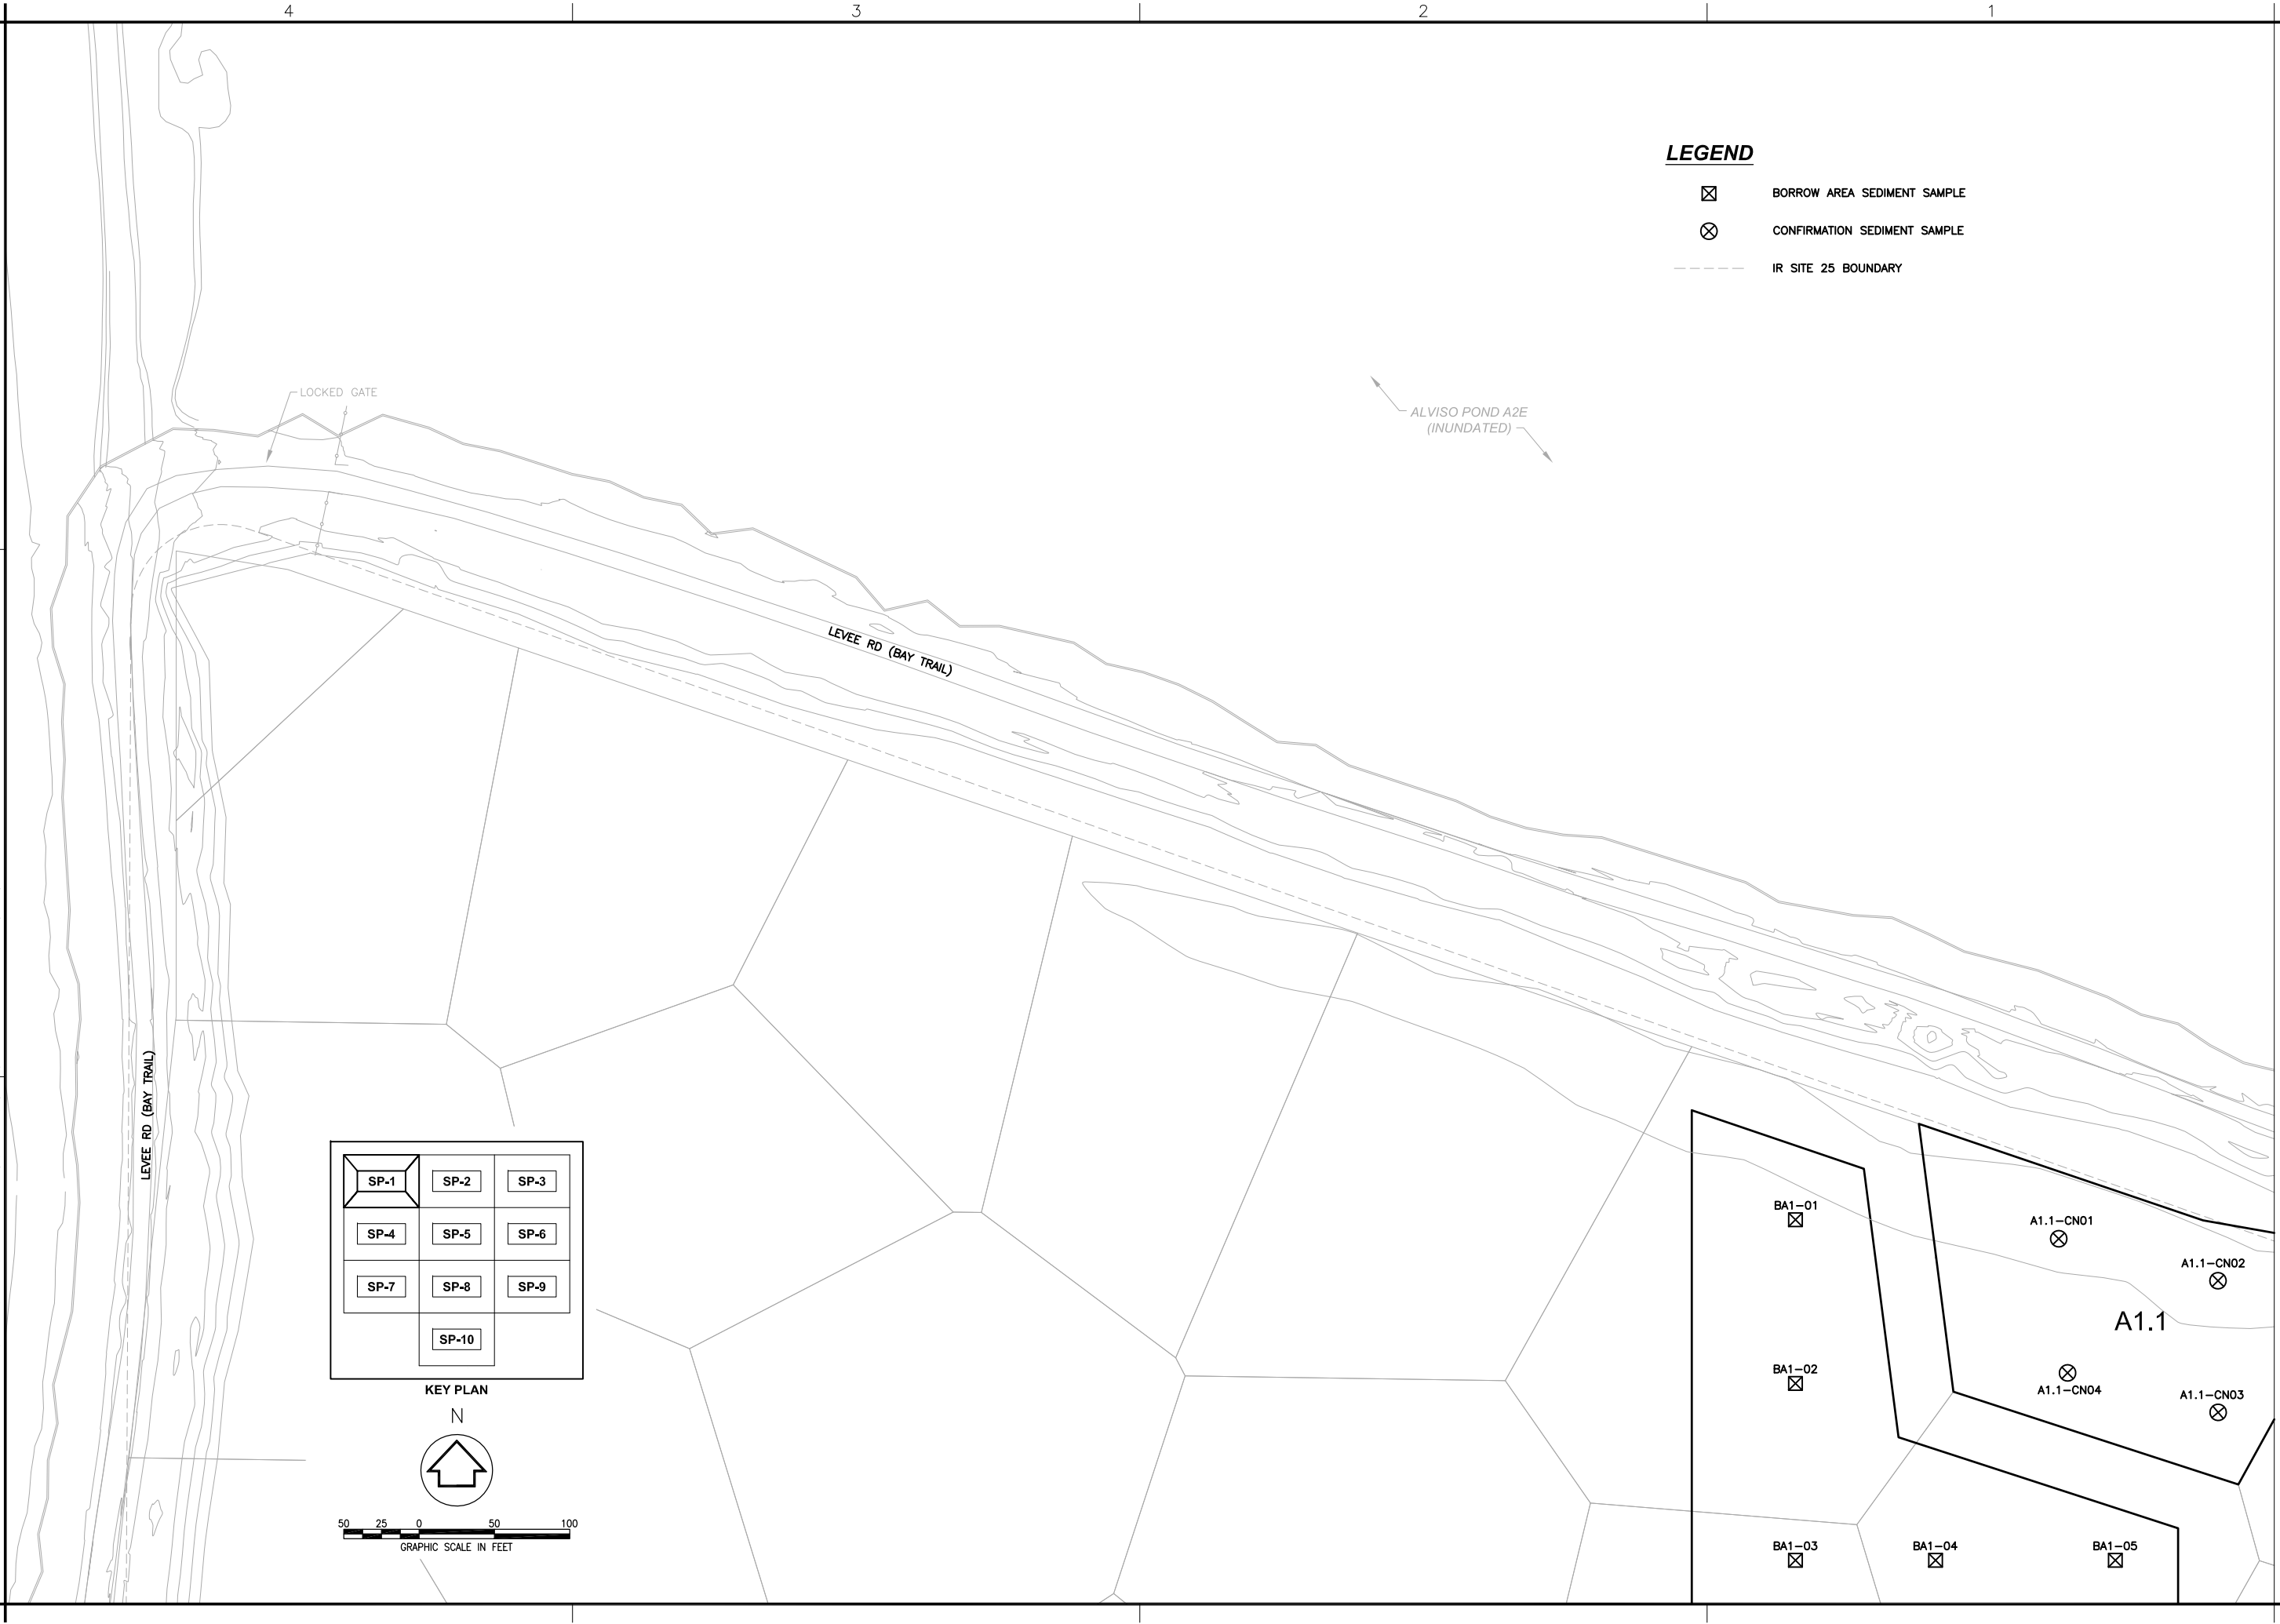 4
3
2
1
LEGEND
BORROW AREA SEDIMENT SAMPLE
CONFIRMATION SEDIMENT SAMPLE
IR SITE 25 BOUNDARY
LOCKED GATE
ALVISO POND A2E
(INUNDATED)
LEVEE RD (BAY TRAIL)
LEVEE RD (BAY TRAIL)
BA1-01
A1.1-CN01
A1.1-CN02
A1.1
BA1-02
A1.1-CN04
A1.1-CN03
BA1-03
BA1-04
BA1-05
SP-1
SP-2
SP-3
SP-4
SP-5
SP-6
SP-7
SP-8
SP-9
SP-10
KEY PLAN
N
50 25 0 50 100
GRAPHIC SCALE IN FEET